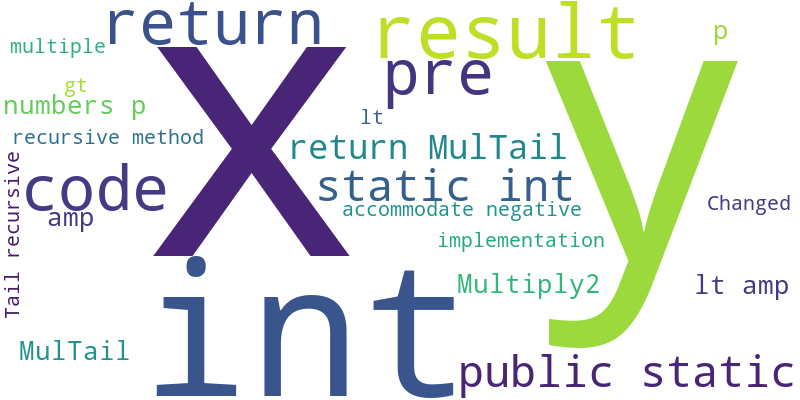 return
result
p
multiple
x
y
pre
gt
numbers p
lt
recursive method
return MulTail
code
static int
Tail recursive
amp
accommodate negative
Changed
implementation
int
Multiply2
lt amp
MulTail
public static